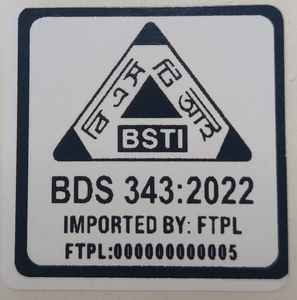 বি এস টি আই
BSTI
BDS 343:2022
IMPORTED BY: FTPL
FTPL:000000000005